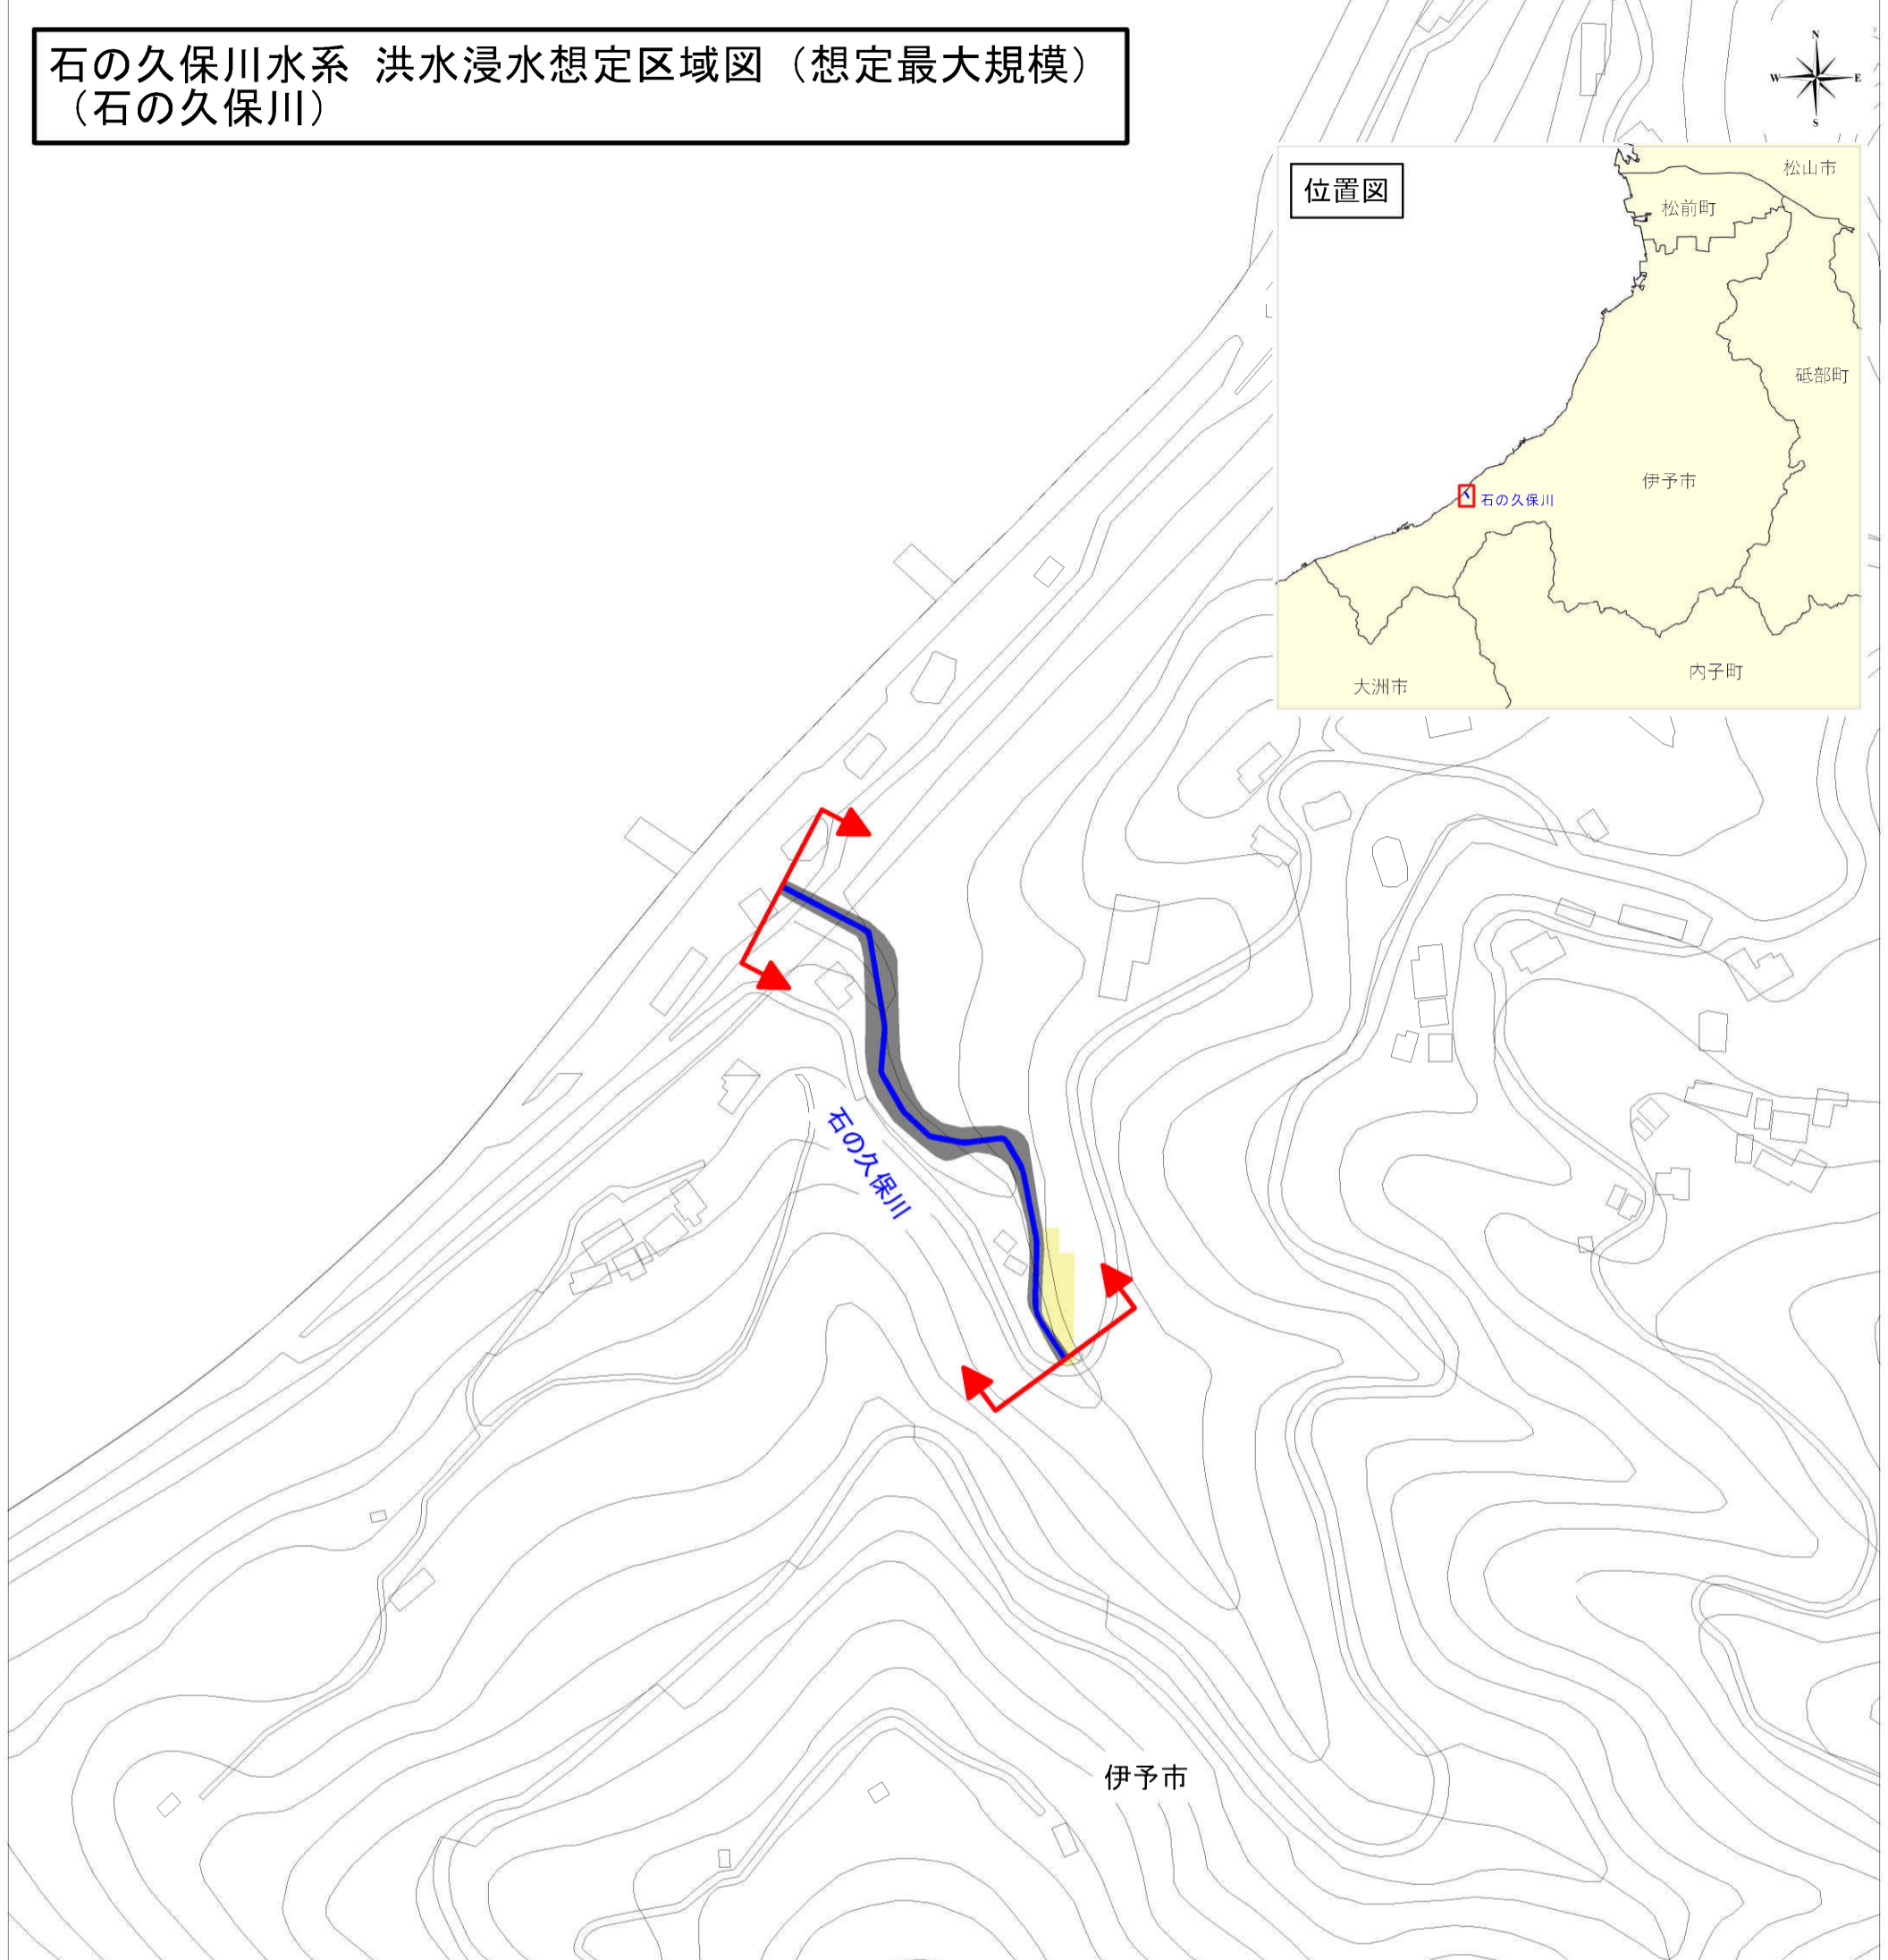 石の久保川水系 洪水浸水想定区域図（想定最大規模）
（石の久保川）
N
W
E
S
位置図
松山市
松前町
砥部町
伊予市
石の久保川
内子町
大洲市
石の久保川
伊予市